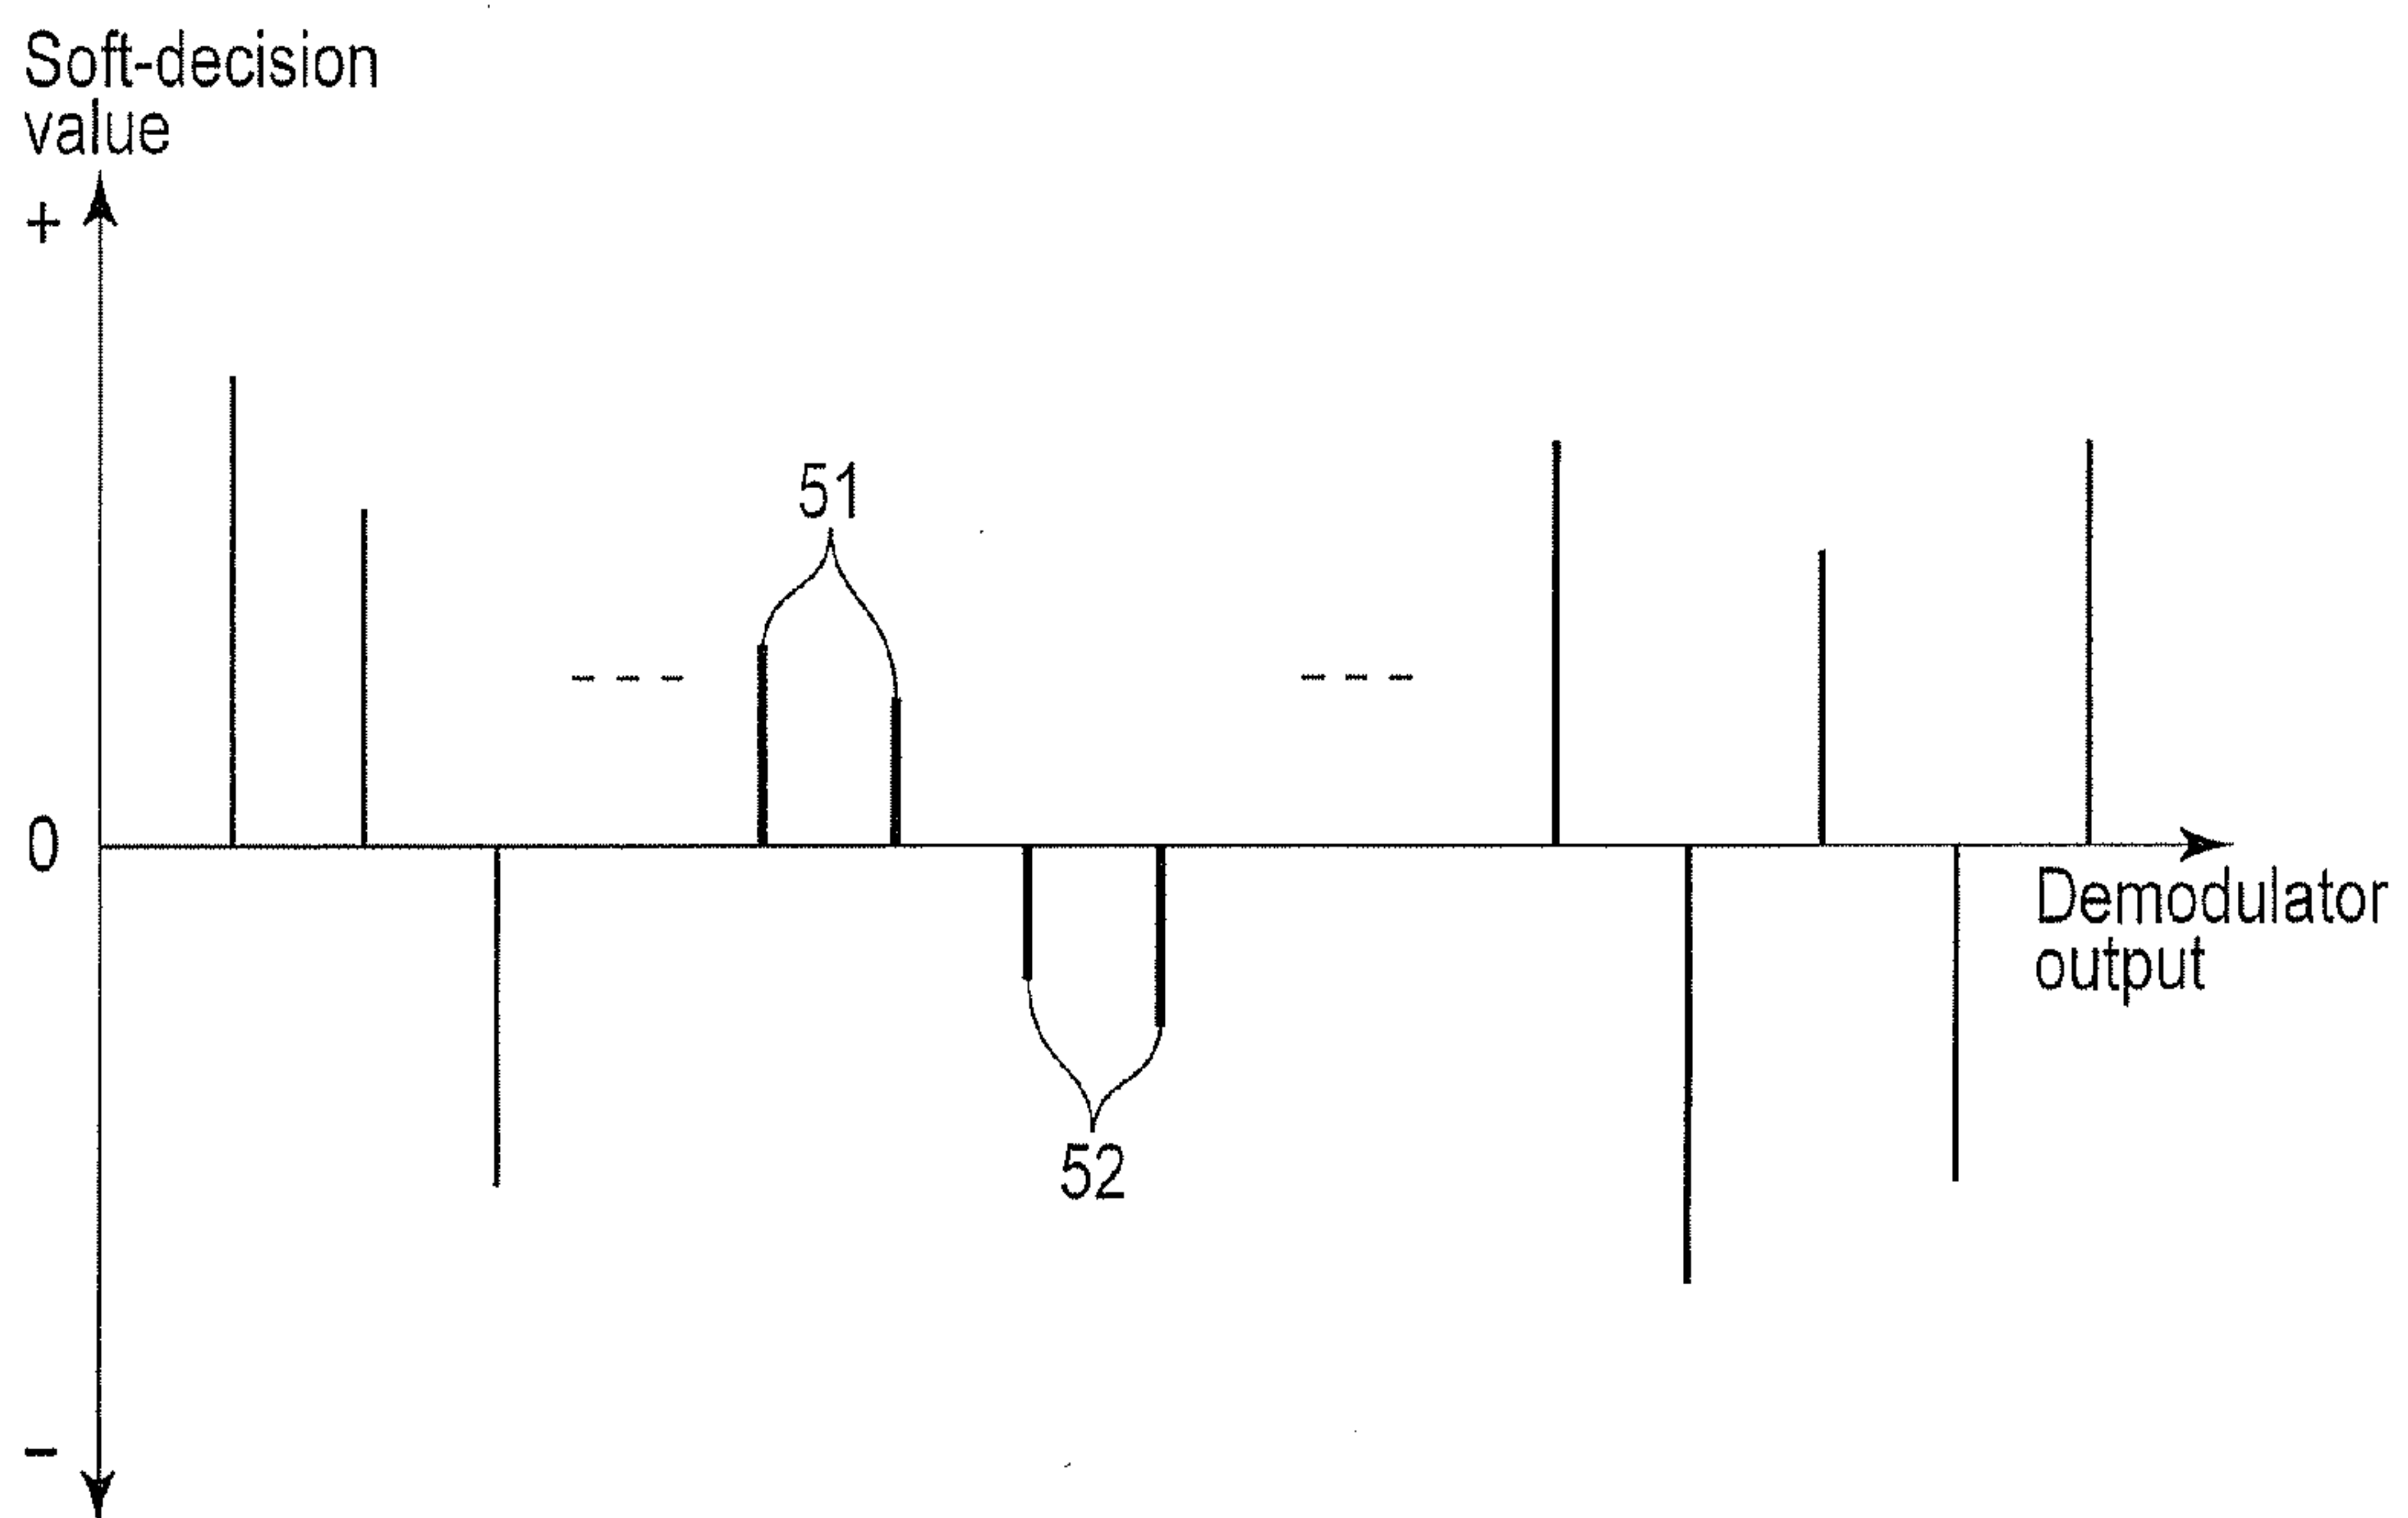 Soft-decision
value
+
51
0
Demodulator
output
52
-